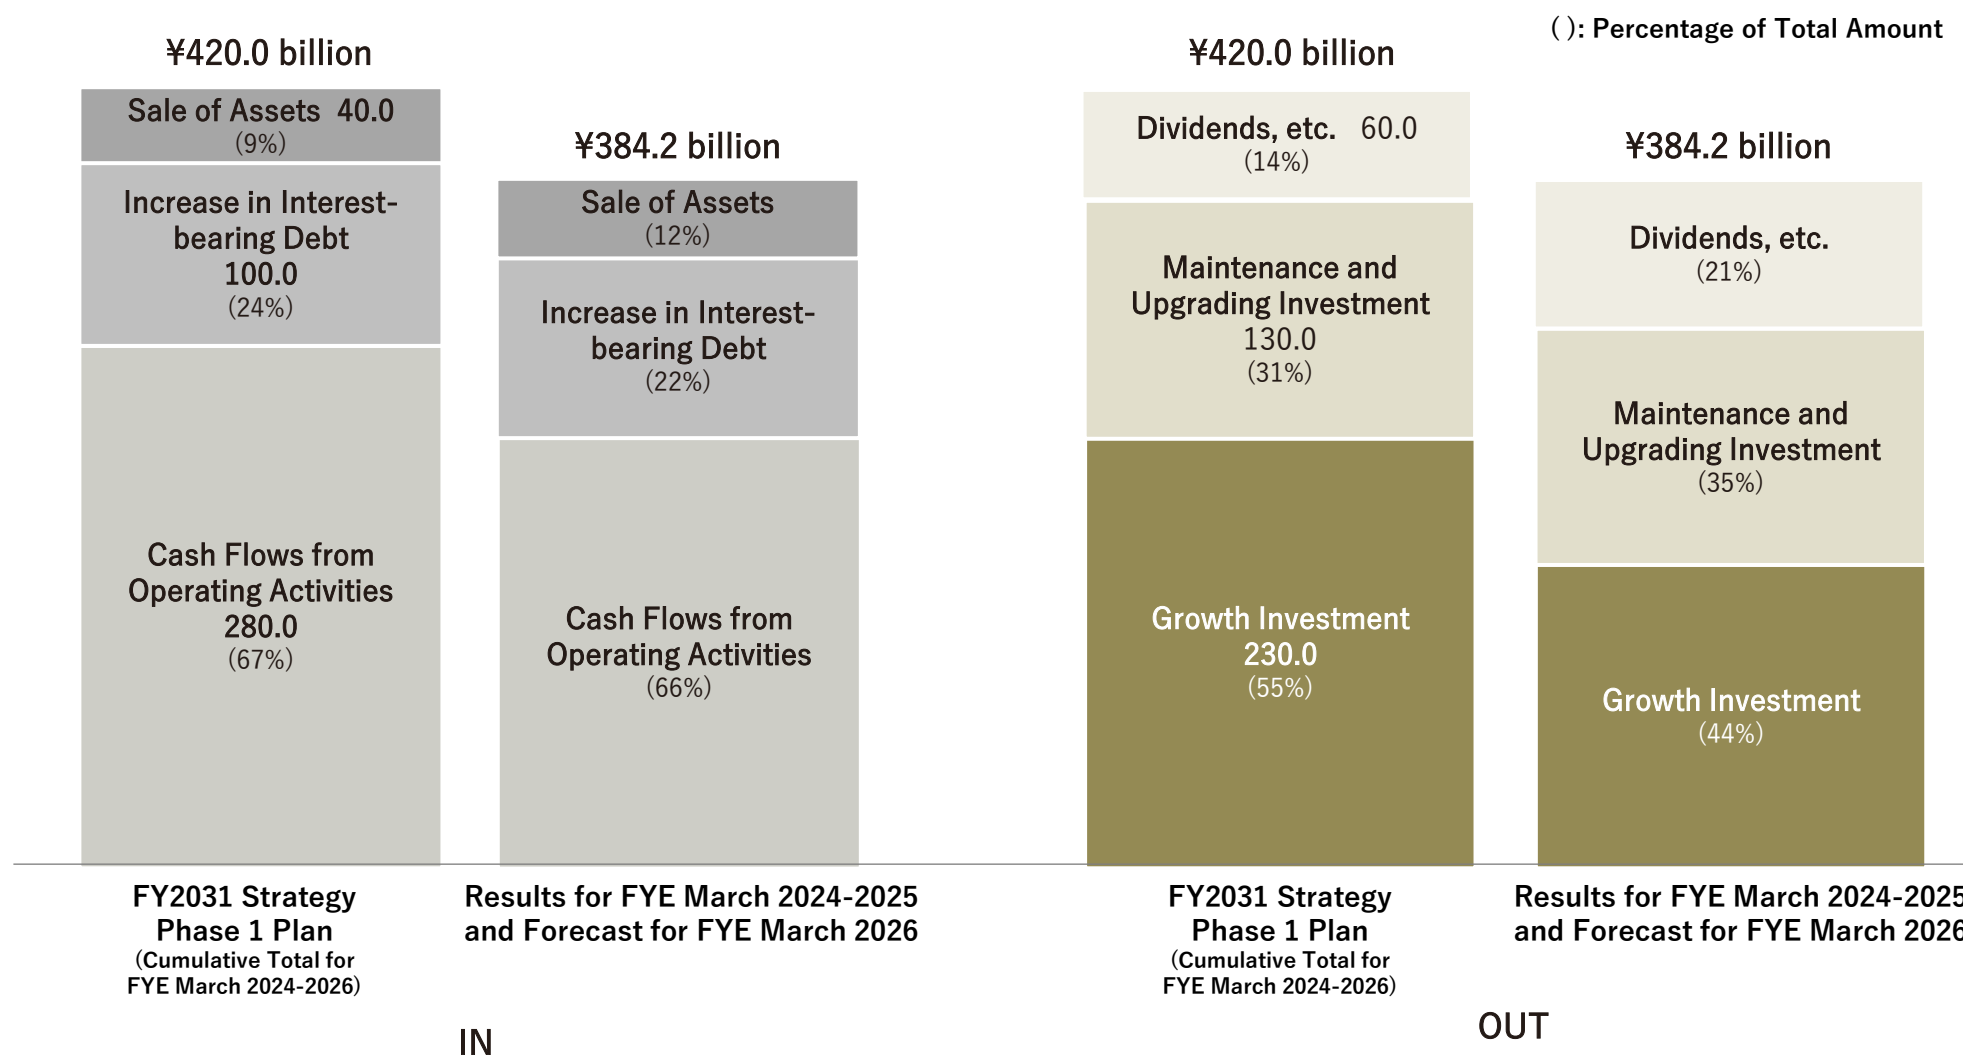 ( ): Percentage of Total Amount
¥420.0 billion
Sale of Assets 40.0
(9%)
Increase in Interest-
bearing Debt
100.0
(24%)
Cash Flows from
Operating Activities
280.0
(67%)
FY2031 Strategy
Phase 1 Plan
(Cumulative Total for
FYE March 2024-2026)
¥384.2 billion
Sale of Assets
(12%)
Increase in Interest-
bearing Debt
(22%)
Cash Flows from
Operating Activities
(66%)
Results for FYE March 2024-2025
and Forecast for FYE March 2026
IN
¥420.0 billion
Dividends, etc. 60.0
(14%)
Maintenance and
Upgrading Investment
130.0
(31%)
Growth Investment
230.0
(55%)
FY2031 Strategy
Phase 1 Plan
(Cumulative Total for
FYE March 2024-2026)
¥384.2 billion
Dividends, etc.
(21%)
Maintenance and
Upgrading Investment
(35%)
Growth Investment
(44%)
Results for FYE March 2024-2025
and Forecast for FYE March 2026
OUT